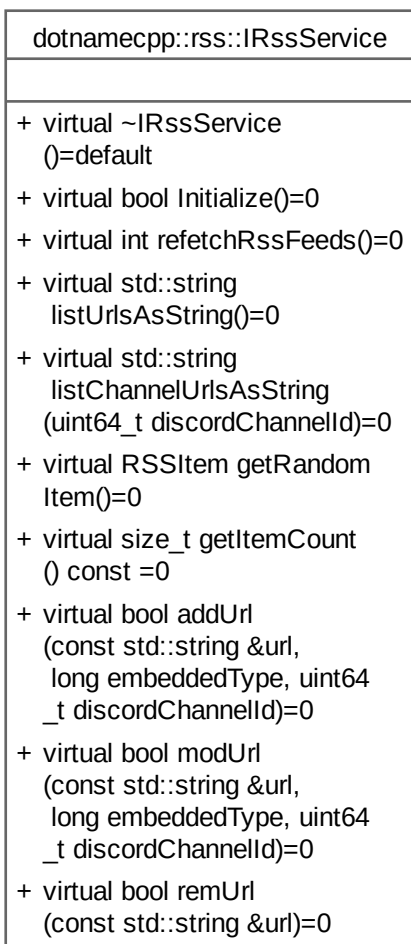 dotnamecpp::rss::IRssService
+ virtual ~IRssService
()=default
+ virtual bool Initialize()=0
+ virtual int refetchRssFeeds()=0
+ virtual std::string
listUrlsAsString()=0
+ virtual std::string
listChannelUrlsAsString
(uint64_t discordChannelId)=0
+ virtual RSSItem getRandom
Item()=0
+ virtual size_t getItemCount
() const =0
+ virtual bool addUrl
(const std::string &url,
long embeddedType, uint64
_t discordChannelId)=0
+ virtual bool modUrl
(const std::string &url,
long embeddedType, uint64
_t discordChannelId)=0
+ virtual bool remUrl
(const std::string &url)=0